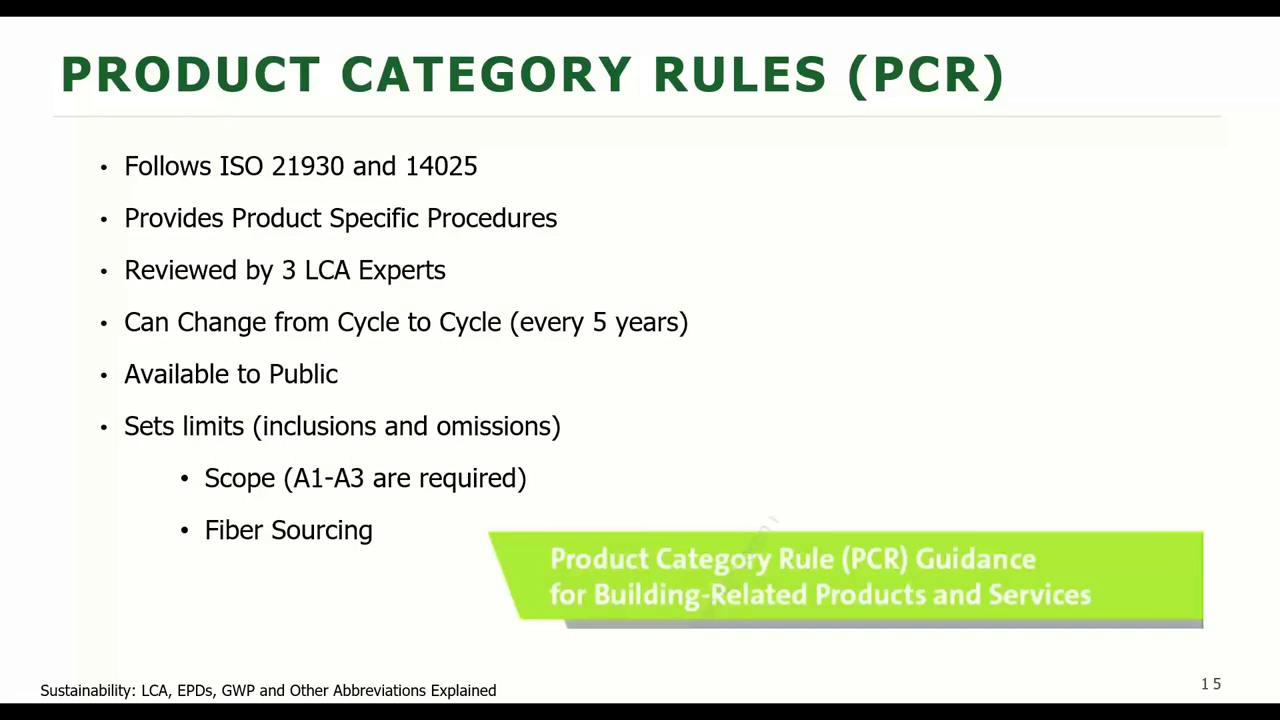 PRODUCT CATEGORY RULES (PCR)
• Follows ISO 21930 and 14025
• Provides Product Specific Procedures
• Reviewed by 3 LCA Experts
• Can Change from Cycle to Cycle (every 5 years)
• Available to Public
• Sets limits (inclusions and omissions)
• Scope (A1-A3 are required)
• Fiber Sourcing
Product Category Rule (PCR) Guidance
for Building-Related Products and Services
Sustainability: LCA, EPDs, GWP and Other Abbreviations Explained
15